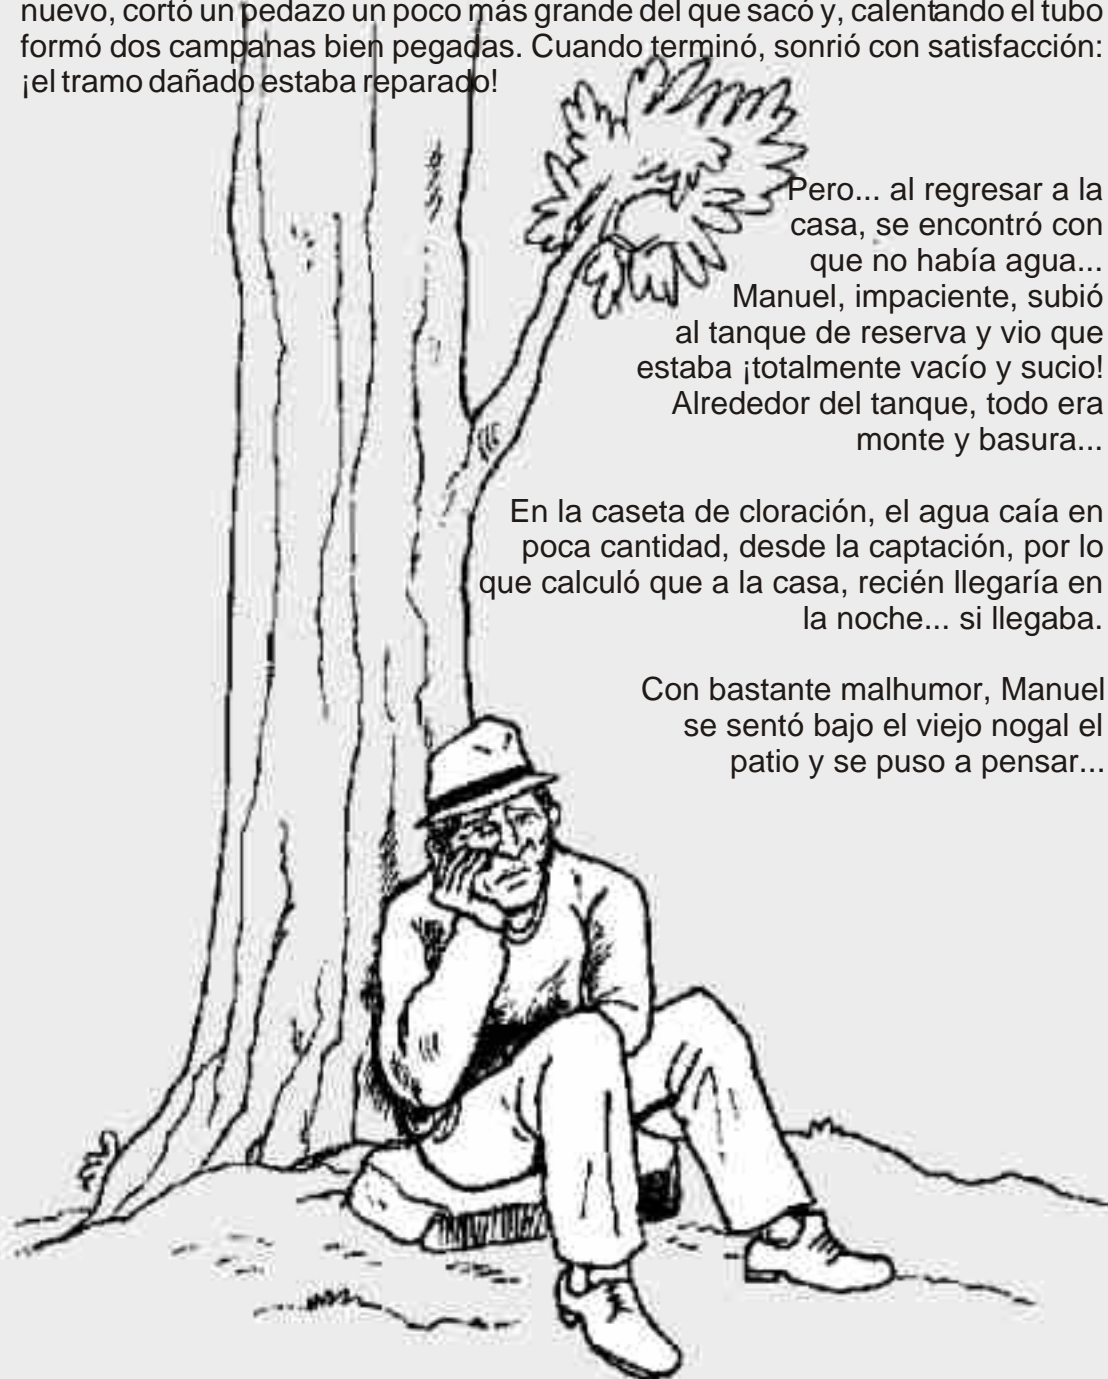 nuevo, cortó un pedazo un poco más grande del que sacó y, calentando el tubo
formó dos campanas bien pegadas. Cuando terminó, sonrió con satisfacción:
¡el tramo dañado estaba reparado!
Pero... al regresar a la
casa, se encontró con
que no había agua...
Manuel, impaciente, subió
al tanque de reserva y vio que
estaba ¡totalmente vacío y sucio!
Alrededor del tanque, todo era
monte y basura...
En la caseta de cloración, el agua caía en
poca cantidad, desde la captación, por lo
que calculó que a la casa, recién llegaría en
la noche... si llegaba.
Con bastante malhumor, Manuel
se sentó bajo el viejo nogal el
patio y se puso a pensar...